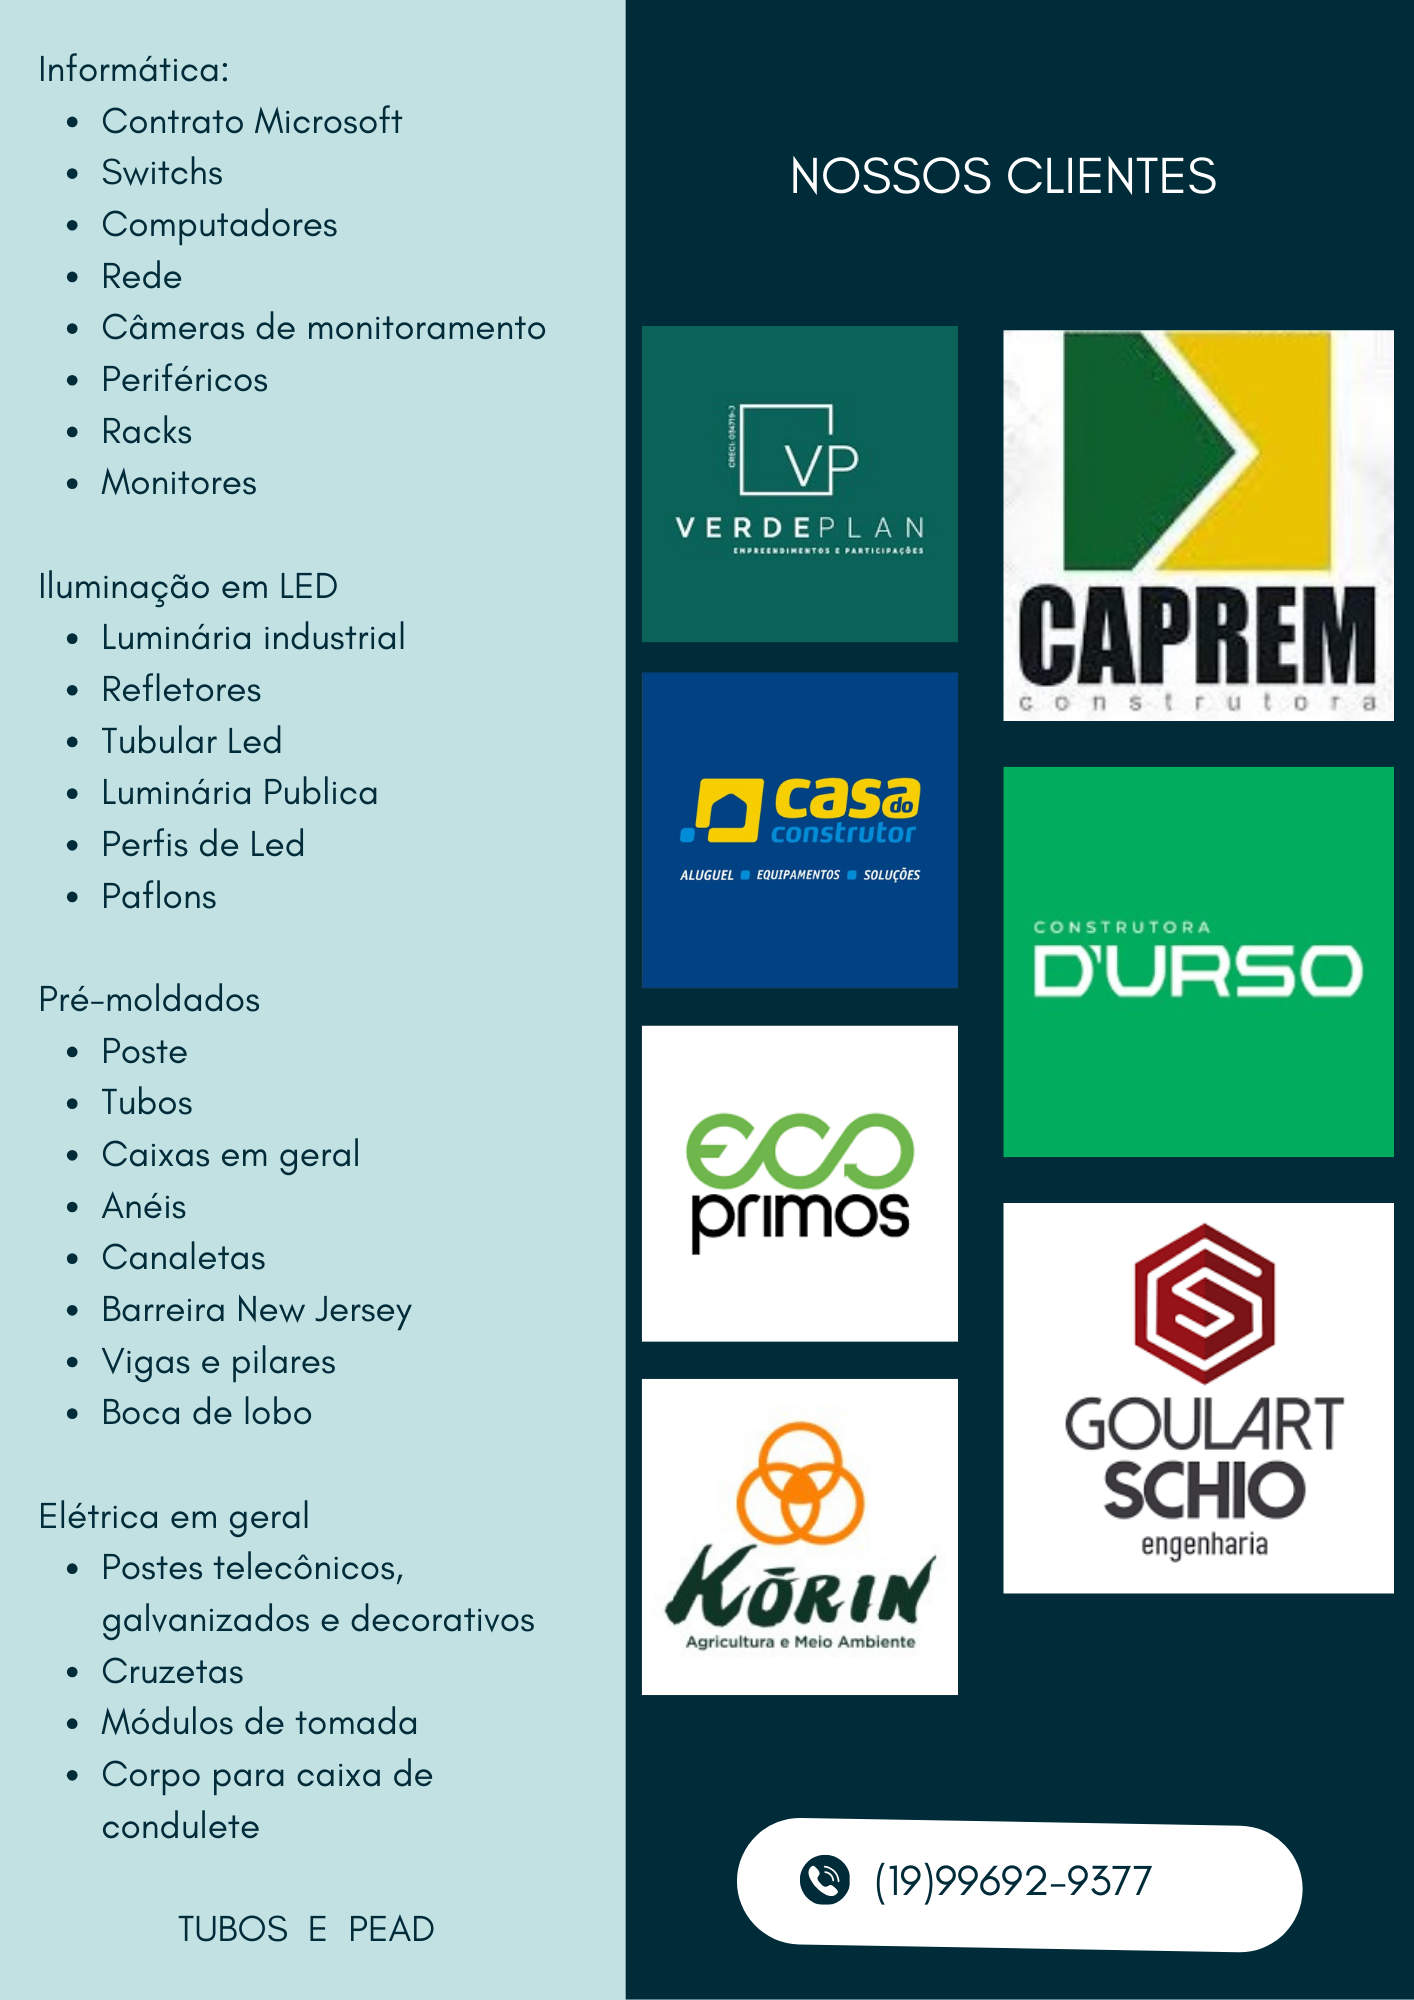 Informática:
• Contrato Microsoft
• Switchs
• Computadores
• Rede
• Câmeras de monitoramento
• Periféricos
• Racks
• Monitores
Iluminação em LED
• Luminária industrial
• Refletores
• Tubular Led
• Luminária Publica
• Perfis de Led
• Paflons
Pré-moldados
• Poste
• Tubos
• Caixas em geral
• Anéis
• Canaletas
• Barreira New Jersey
• Vigas e pilares
• Boca de lobo
Elétrica em geral
• Postes telecônicos,
galvanizados e decorativos
• Cruzetas
• Módulos de tomada
• Corpo para caixa de
condulete
TUBOS E PEAD
NOSSOS CLIENTES
CRECI: 034719-J
VP
VERDEPLAN
EMPREENDIMENTOS E PARTICIPAÇÕES
CAPREM
construtora
casa do
construtor
ALUGUEL EQUIPAMENTOS SOLUÇÕES
CONSTRUTORA
D'URSO
eco
primos
GOULART
SCHIO
engenharia
KŌRIN
Agricultura e Meio Ambiente
(19)99692-9377